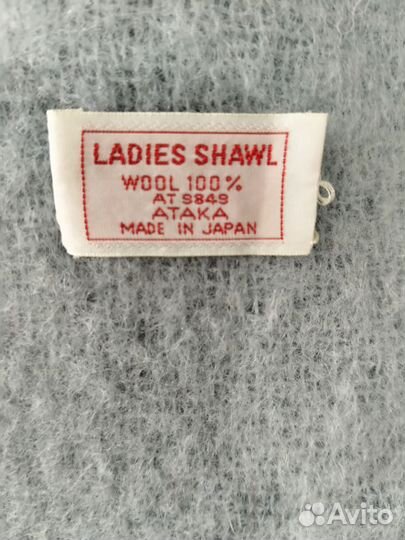 LADIES SHAWL
WOOL 100%
AT 9849
ATAKA
MADE IN JAPAN
Avito